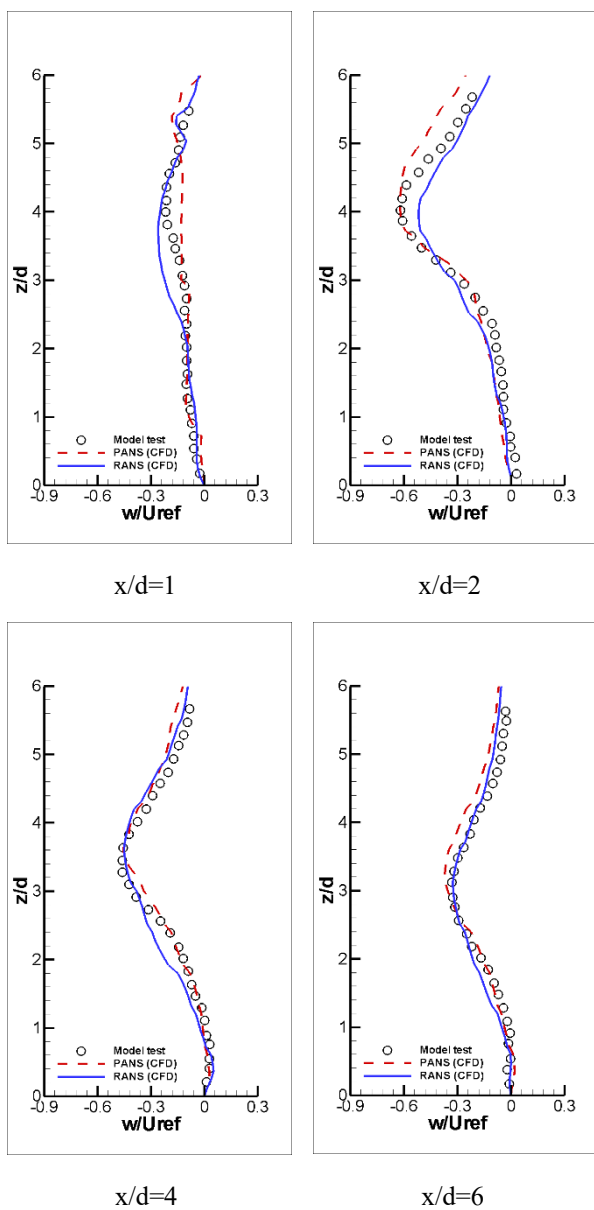 6
5
4
3
2
1
0
z/d
Model test
PANS (CFD)
RANS (CFD)
-0.9 -0.6 -0.3 0 0.3
w/Uref
x/d=1
6
5
4
3
2
1
0
z/d
Model test
PANS (CFD)
RANS (CFD)
-0.9 -0.6 -0.3 0 0.3
w/Uref
x/d=2
6
5
4
3
2
1
0
z/d
Model test
PANS (CFD)
RANS (CFD)
-0.9 -0.6 -0.3 0 0.3
w/Uref
x/d=4
6
5
4
3
2
1
0
z/d
Model test
PANS (CFD)
RANS (CFD)
-0.9 -0.6 -0.3 0 0.3
w/Uref
x/d=6